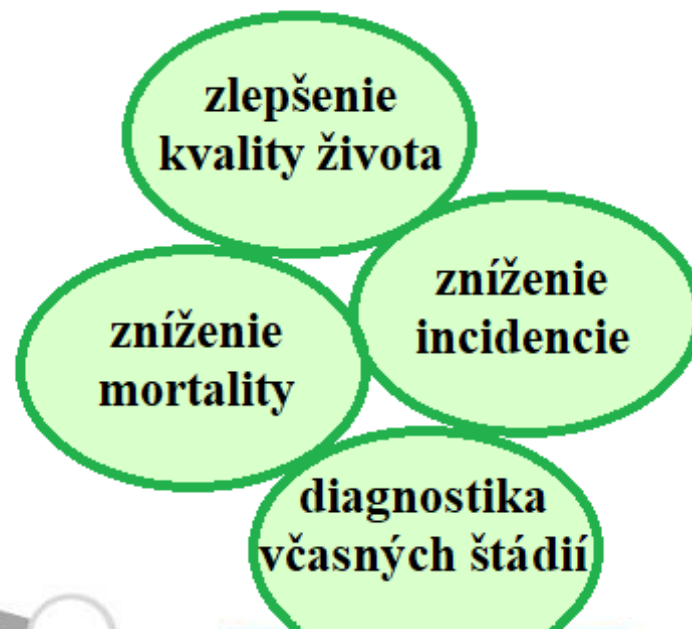 zlepšenie
kvality života
zníženie
incidencie
zníženie
mortality
diagnostika
včasných štádií